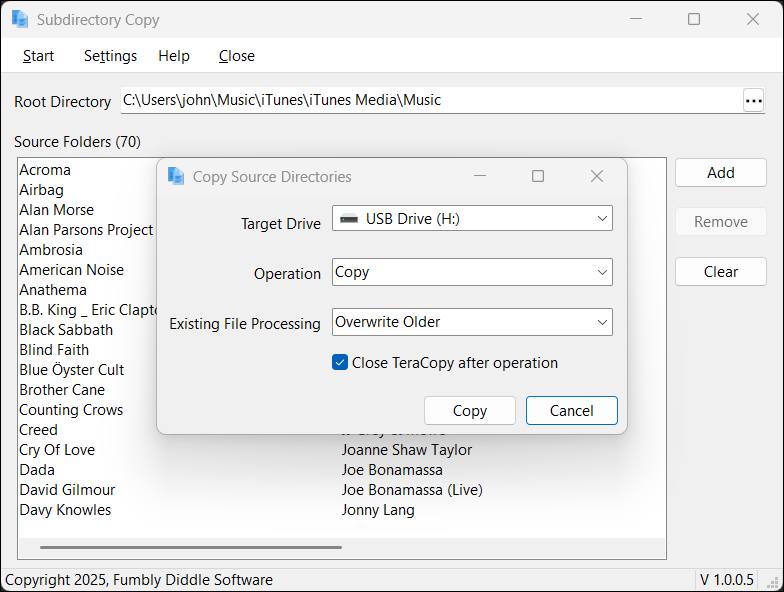 Subdirectory Copy
Start Settings Help Close
Root Directory C:\Users\john\Music\iTunes\iTunes Media\Music ...
Source Folders (70)
Acroma
Airbag
Alan Morse
Alan Parsons Project
Ambrosia
American Noise
Anathema
B.B. King _ Eric
Black Sabbath
Blind Faith
Blue Öyster Cult
Brother Cane
Counting Crows
Creed
Cry Of Love
Dada
David Gilmour
Davy Knowles
Joanne Shaw Taylor
Joe Bonamassa
Joe Bonamassa (Live)
Jonny Lang
Add
Remove
Clear
Copy Source Directories
Target Drive USB Drive (H:)
Operation Copy
Existing File Processing Overwrite Older
Close TeraCopy after operation
Copy Cancel
Copyright 2025, Fumbly Diddle Software V 1.0.0.5